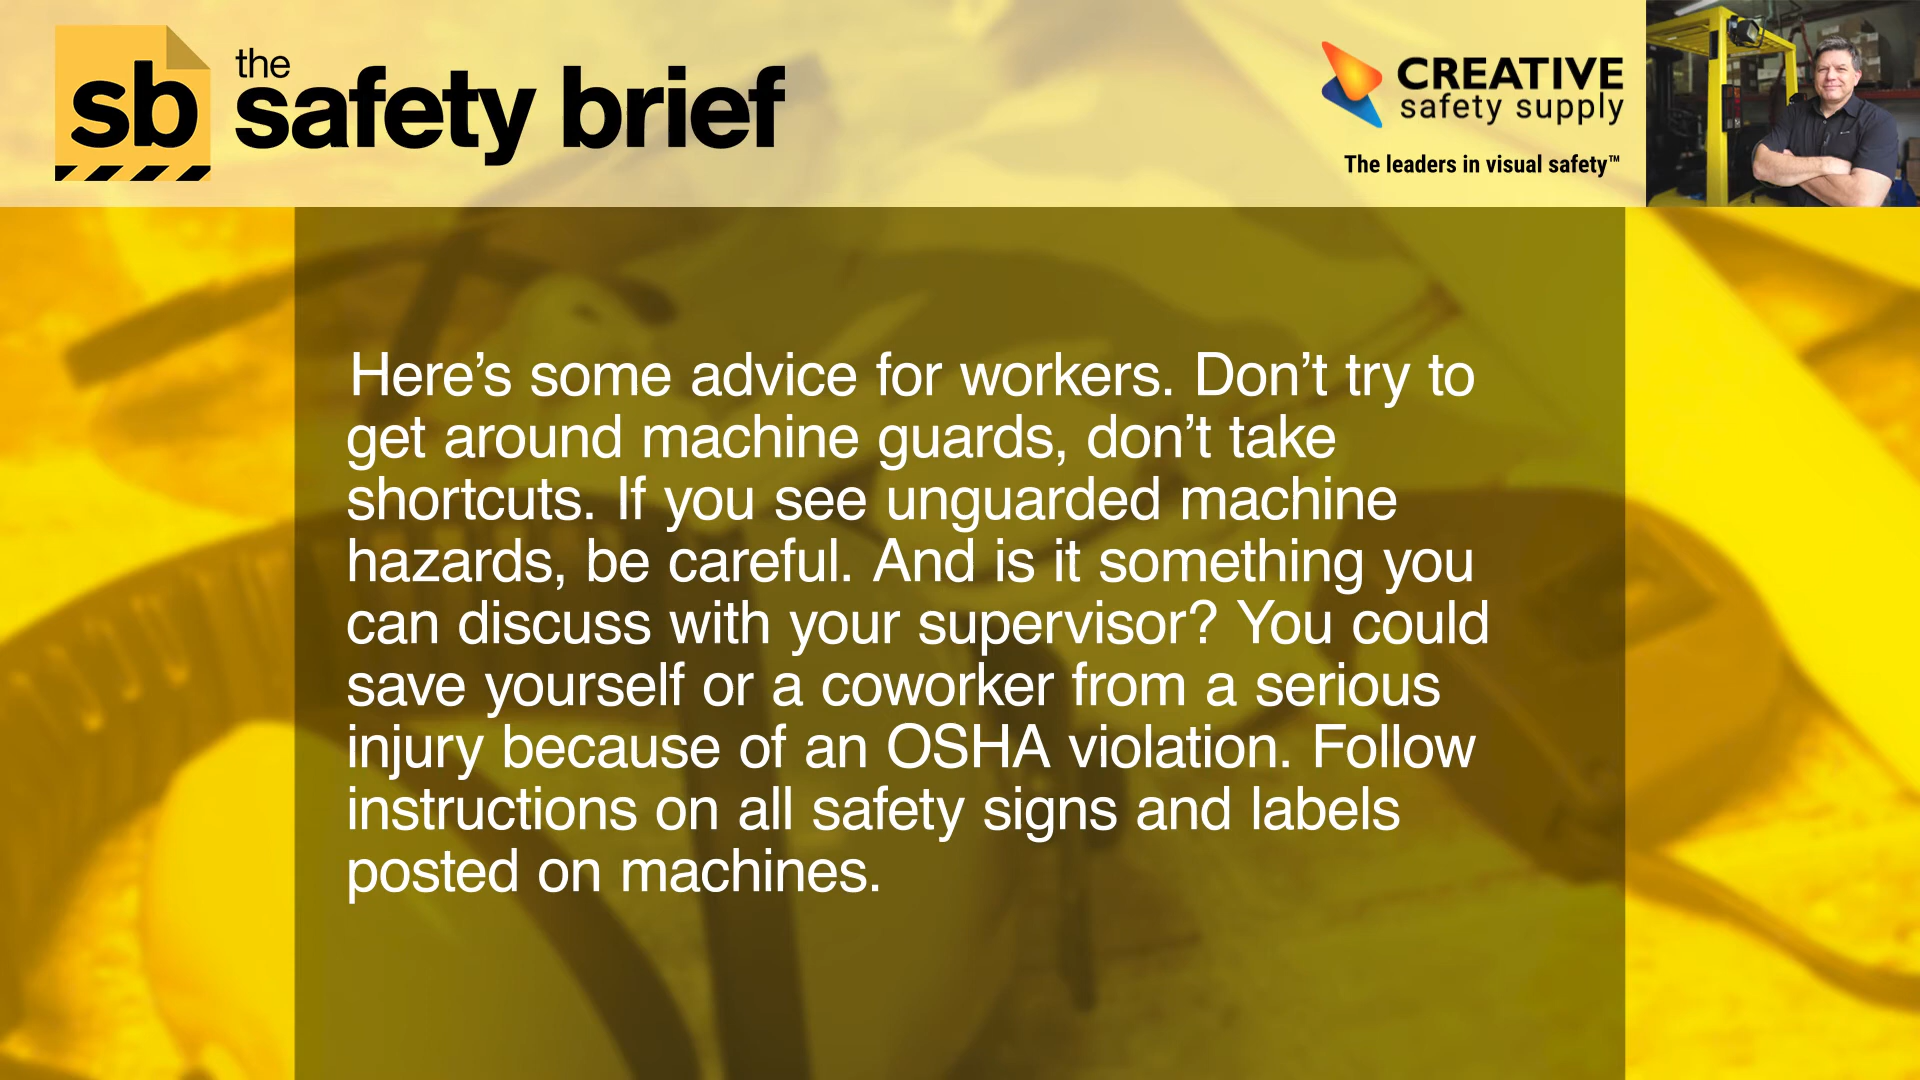 sb
the
safety brief
CREATIVE
safety supply
The leaders in visual safety™
Here’s some advice for workers. Don’t try to
get around machine guards, don’t take
shortcuts. If you see unguarded machine
hazards, be careful. And is it something you
can discuss with your supervisor? You could
save yourself or a coworker from a serious
injury because of an OSHA violation. Follow
instructions on all safety signs and labels
posted on machines.